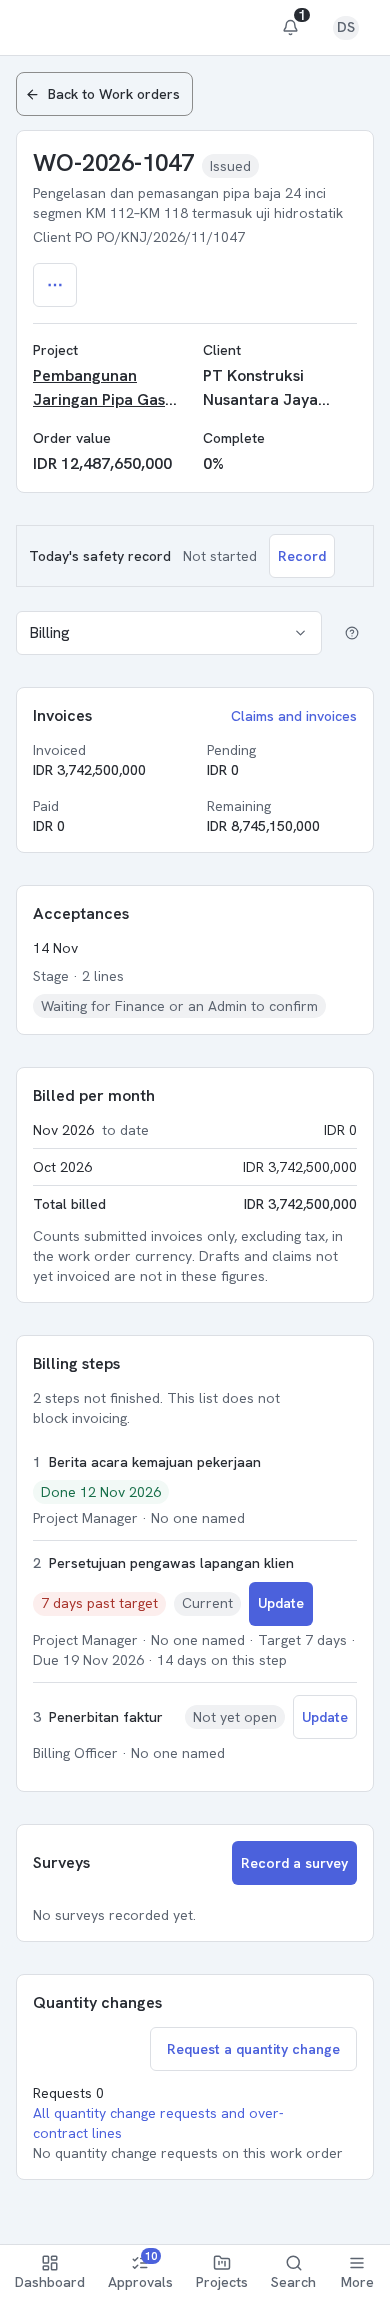 1
DS
Back to Work orders
WO-2026-1047 Issued
Pengelasan dan pemasangan pipa baja 24 inci
segmen KM 112–KM 118 termasuk uji hidrostatik
Client PO PO/KNJ/2026/11/1047
...
Project Client
Pembangunan PT Konstruksi
Jaringan Pipa Gas... Nusantara Jaya...
Order value Complete
IDR 12,487,650,000 0%
Today's safety record Not started Record
Billing
Invoices Claims and invoices
Invoiced Pending
IDR 3,742,500,000 IDR 0
Paid Remaining
IDR 0 IDR 8,745,150,000
Acceptances
14 Nov
Stage · 2 lines
Waiting for Finance or an Admin to confirm
Billed per month
Nov 2026 to date IDR 0
Oct 2026 IDR 3,742,500,000
Total billed IDR 3,742,500,000
Counts submitted invoices only, excluding tax, in
the work order currency. Drafts and claims not
yet invoiced are not in these figures.
Billing steps
2 steps not finished. This list does not
block invoicing.
1 Berita acara kemajuan pekerjaan
Done 12 Nov 2026
Project Manager · No one named
2 Persetujuan pengawas lapangan klien
7 days past target Current Update
Project Manager · No one named · Target 7 days ·
Due 19 Nov 2026 · 14 days on this step
3 Penerbitan faktur Not yet open Update
Billing Officer · No one named
Surveys Record a survey
No surveys recorded yet.
Quantity changes
Request a quantity change
Requests 0
All quantity change requests and over-
contract lines
No quantity change requests on this work order
10
Dashboard Approvals Projects Search More